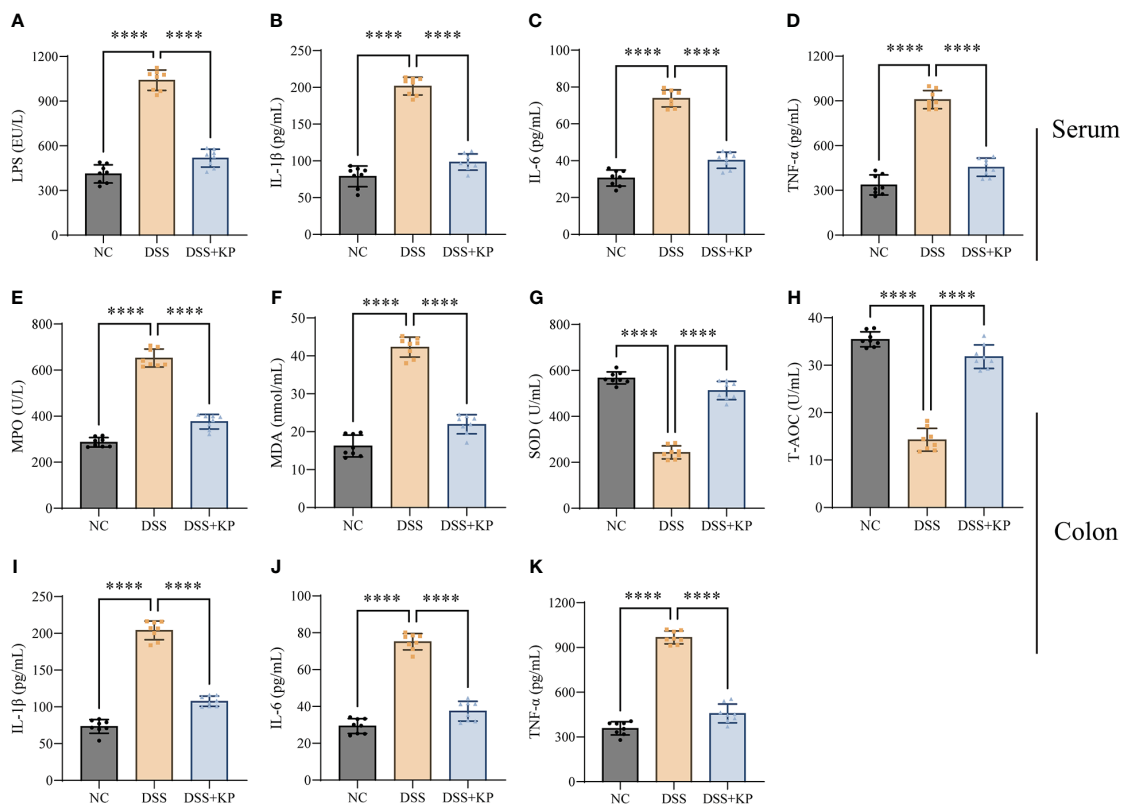 A
B
C
D
**** ****
**** ****
**** ****
**** ****
LPS (EU/L)
1200
900
600
300
0
NC DSS DSS+KP
IL-1β (pg/mL)
250
200
150
100
50
0
NC DSS DSS+KP
IL-6 (pg/mL)
100
80
60
40
20
0
NC DSS DSS+KP
TNF-α (pg/mL)
1200
900
600
300
0
NC DSS DSS+KP
Serum
E
F
G
H
**** ****
**** ****
**** ****
**** ****
MPO (U/L)
800
600
400
200
0
NC DSS DSS+KP
MDA (nmol/mL)
50
40
30
20
10
0
NC DSS DSS+KP
SOD (U/mL)
800
600
400
200
0
NC DSS DSS+KP
T-AOC (U/mL)
40
30
20
10
0
NC DSS DSS+KP
Colon
I
J
K
**** ****
**** ****
**** ****
IL-1β (pg/mL)
250
200
150
100
50
0
NC DSS DSS+KP
IL-6 (pg/mL)
100
80
60
40
20
0
NC DSS DSS+KP
TNF-α (pg/mL)
1200
900
600
300
0
NC DSS DSS+KP